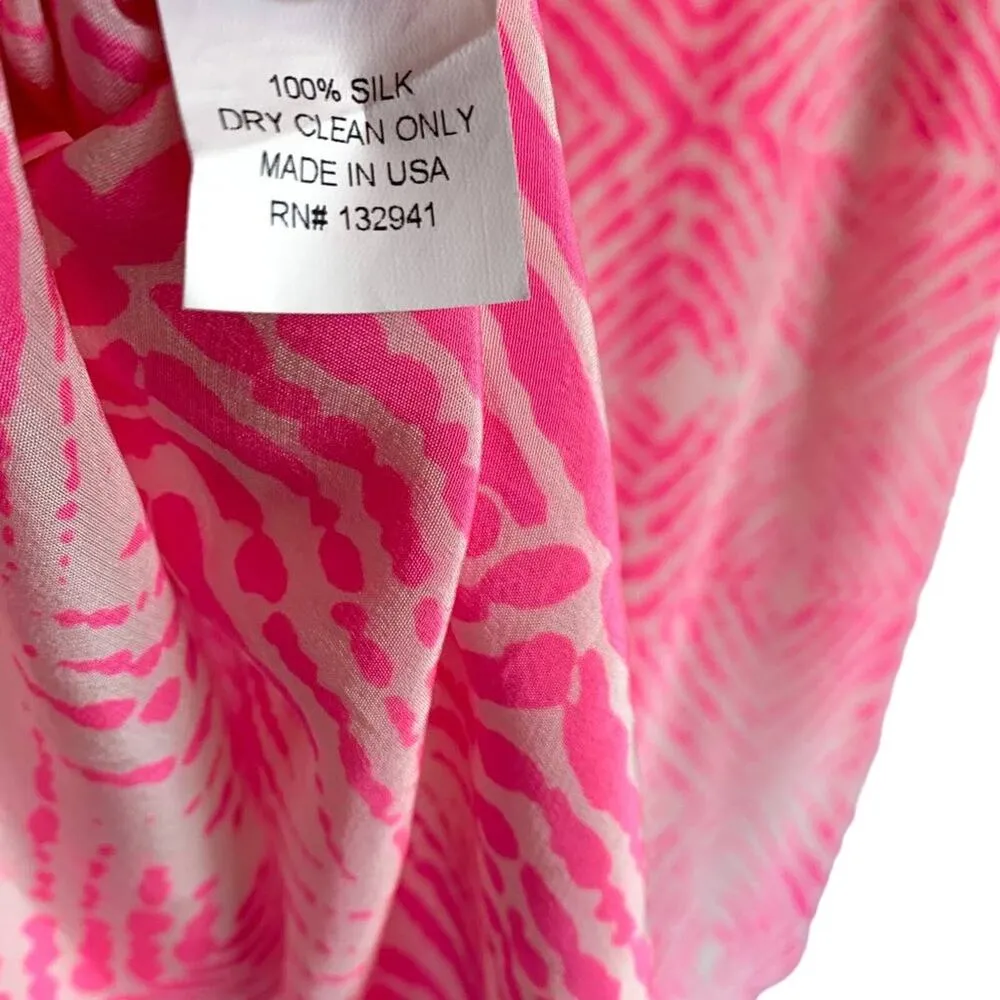 100% SILK
DRY CLEAN ONLY
MADE IN USA
RN# 132941